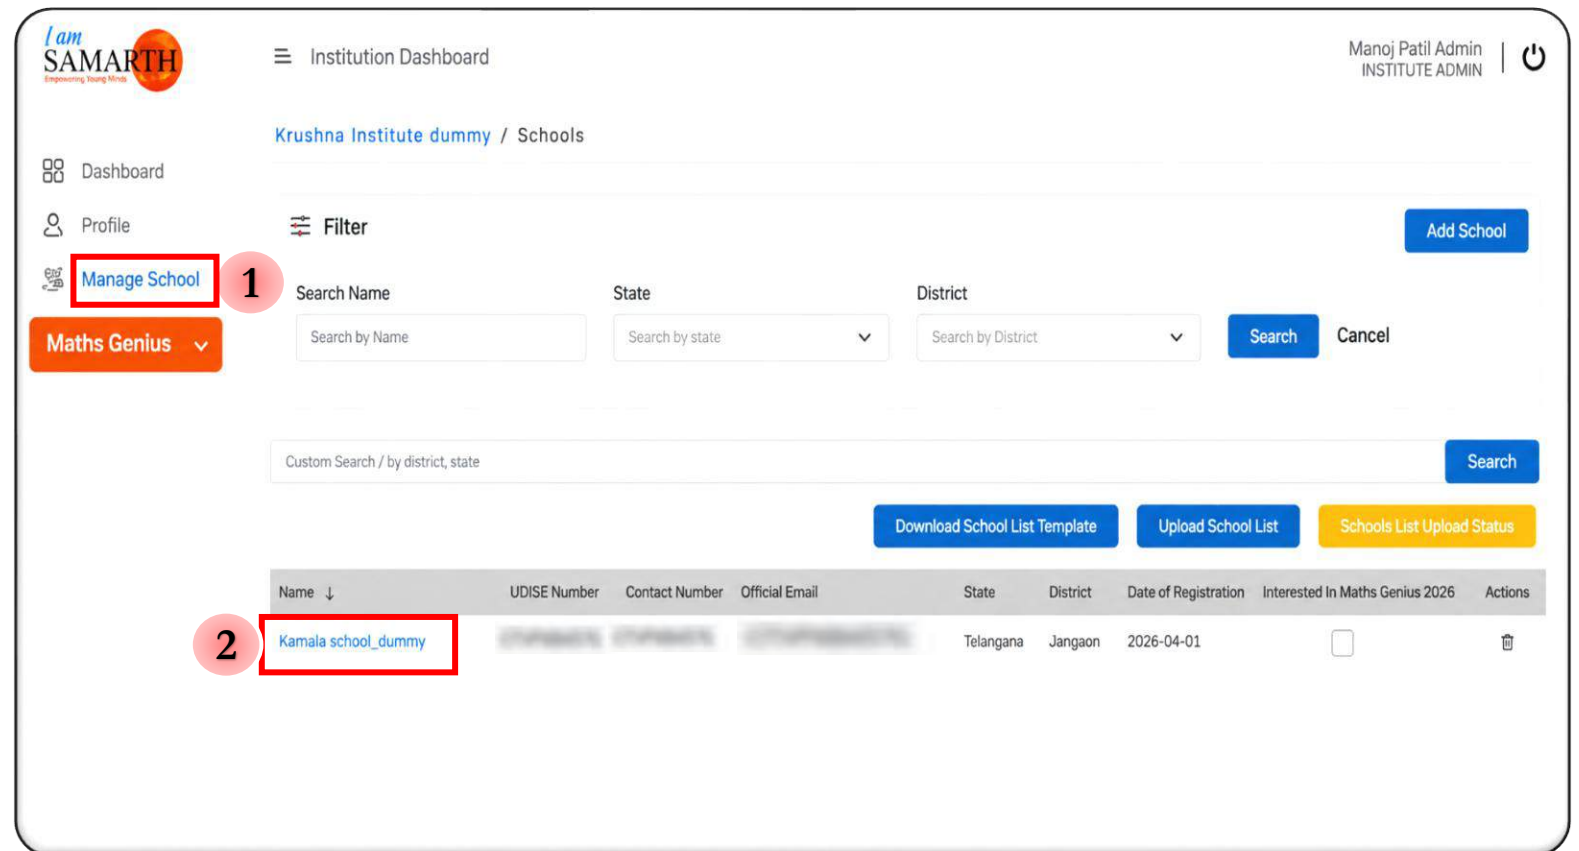 I am
SAMARTH
Empowering Young Minds
Institution Dashboard
Manoj Patil Admin
INSTITUTE ADMIN
Krushna Institute dummy / Schools
Dashboard
Profile
Manage School
1
Maths Genius
Filter
Add School
Search Name
State
District
Search by Name
Search by state
Search by District
Search
Cancel
Custom Search / by district, state
Search
Download School List Template
Upload School List
Schools List Upload Status
Name ↓ UDISE Number Contact Number Official Email State District Date of Registration Interested In Maths Genius 2026 Actions
2
Kamala school_dummy Telangana Jangaon 2026-04-01